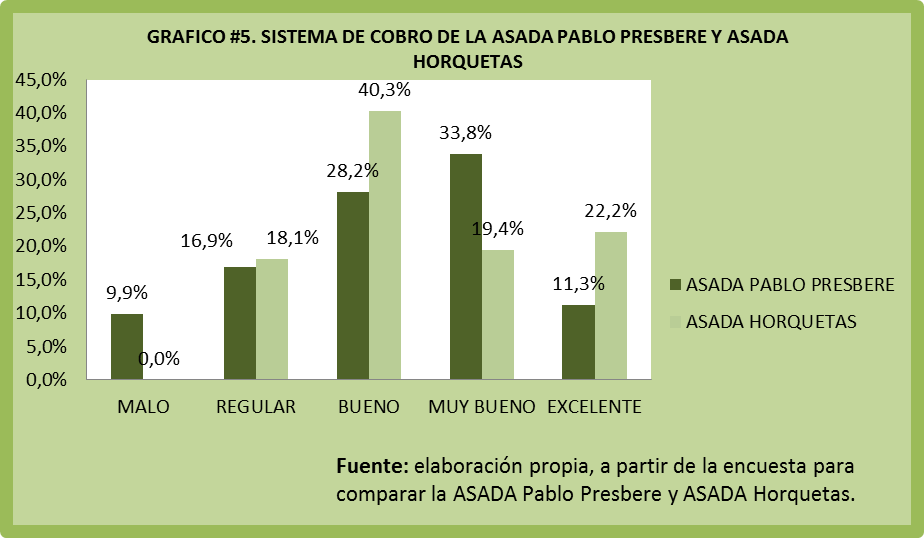 GRAFICO #5. SISTEMA DE COBRO DE LA ASADA PABLO PRESBERE Y ASADA
HORQUETAS
45,0%
40,0%
35,0%
30,0%
25,0%
20,0%
15,0%
10,0%
5,0%
0,0%
9,9%
0,0%
16,9%
18,1%
28,2%
40,3%
33,8%
19,4%
11,3%
22,2%
MALO REGULAR BUENO MUY BUENO EXCELENTE
ASADA PABLO PRESBERE
ASADA HORQUETAS
Fuente: elaboración propia, a partir de la encuesta para
comparar la ASADA Pablo Presbere y ASADA Horquetas.